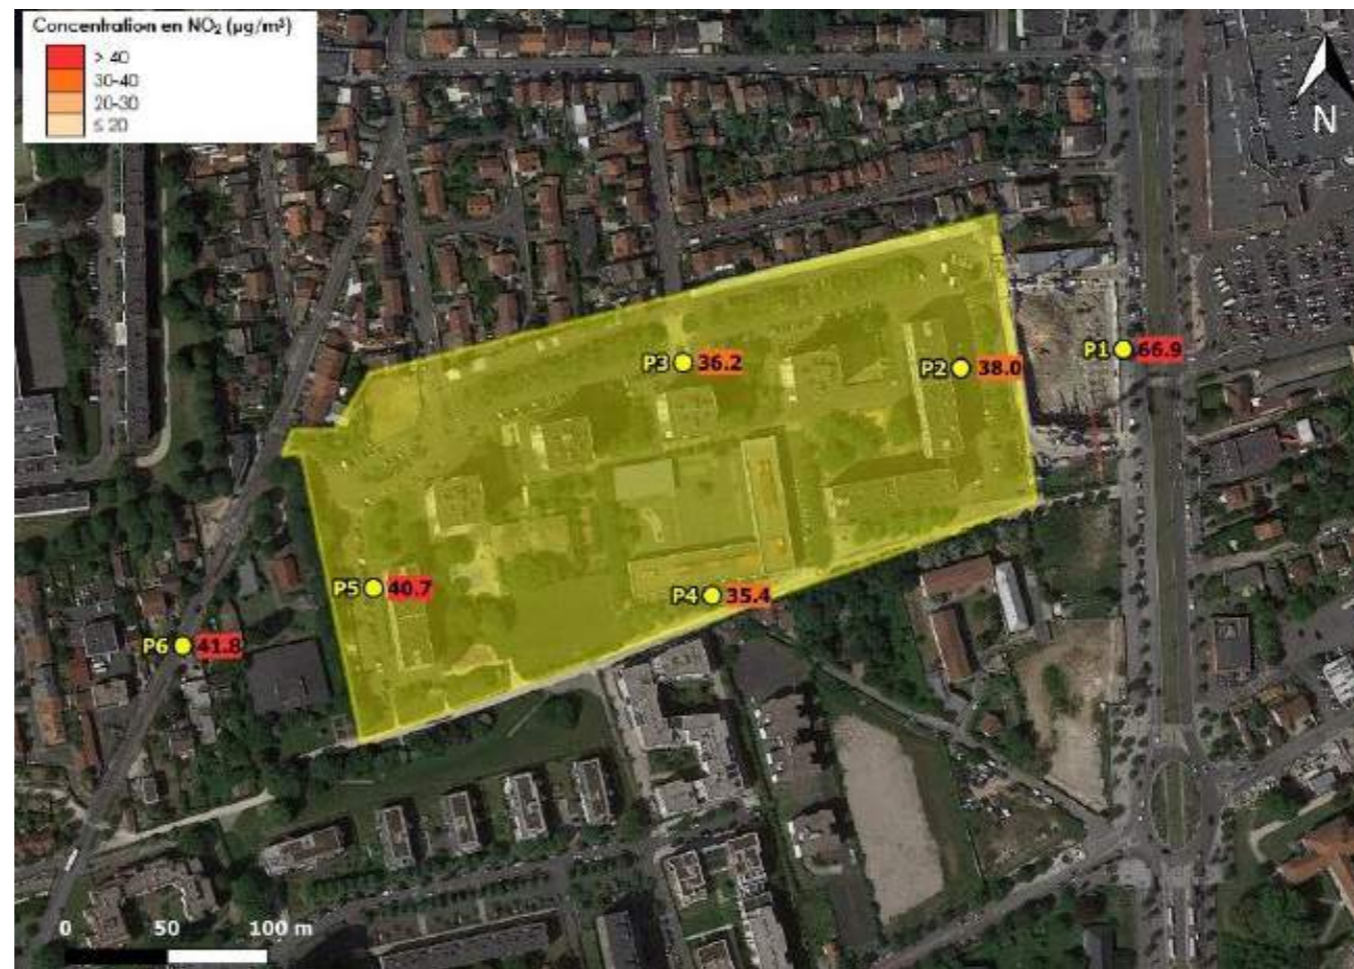 Concentration en NO₂ (µg/m³)
> 40
30-40
20-30
≤ 20
N
P1 66.9
P3 36.2
P2 38.0
P5 40.7
P4 35.4
P6 41.8
0 50 100 m